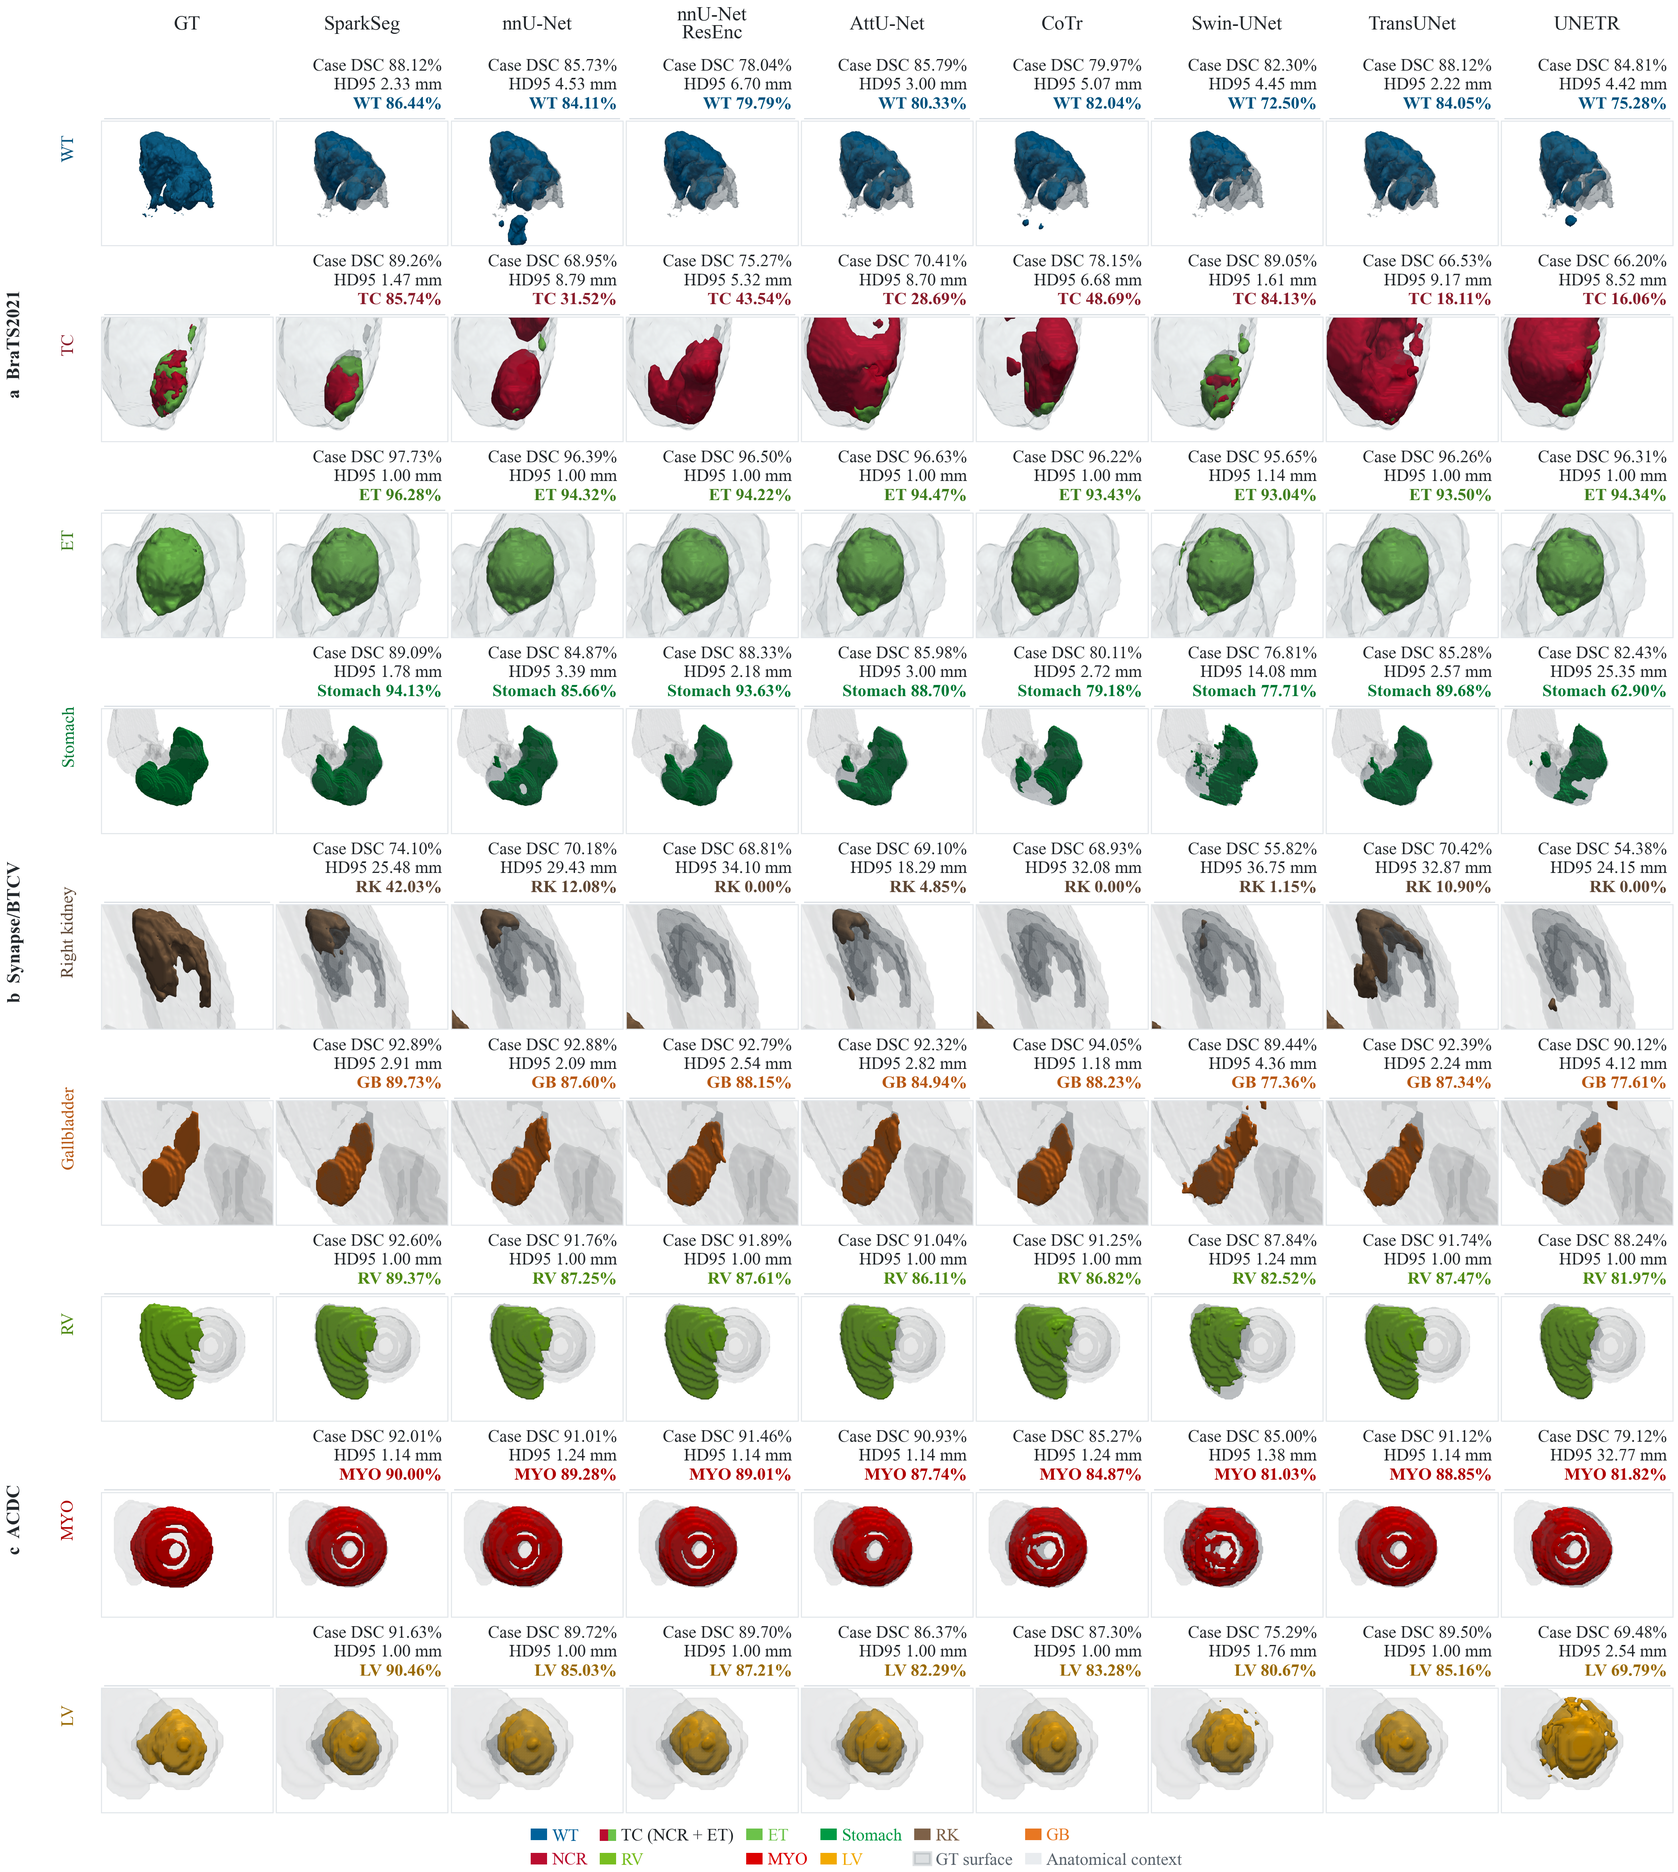 GT SparkSeg nnU-Net nnU-Net ResEnc AttU-Net CoTr Swin-UNet TransUNet UNETR
a BraTS2021
Case DSC 88.12% Case DSC 85.73% Case DSC 78.04% Case DSC 85.79% Case DSC 79.97% Case DSC 82.30% Case DSC 88.12% Case DSC 84.81%
HD95 2.33 mm HD95 4.53 mm HD95 6.70 mm HD95 3.00 mm HD95 5.07 mm HD95 4.45 mm HD95 2.22 mm HD95 4.42 mm
WT 86.44% WT 84.11% WT 79.79% WT 80.33% WT 82.04% WT 72.50% WT 84.05% WT 75.28%
WT
Case DSC 89.26% Case DSC 68.95% Case DSC 75.27% Case DSC 70.41% Case DSC 78.15% Case DSC 89.05% Case DSC 66.53% Case DSC 66.20%
HD95 1.47 mm HD95 8.79 mm HD95 5.32 mm HD95 8.70 mm HD95 6.68 mm HD95 1.61 mm HD95 9.17 mm HD95 8.52 mm
TC 85.74% TC 31.52% TC 43.54% TC 28.69% TC 48.69% TC 84.13% TC 18.11% TC 16.06%
TC
Case DSC 97.73% Case DSC 96.39% Case DSC 96.50% Case DSC 96.63% Case DSC 96.22% Case DSC 95.65% Case DSC 96.26% Case DSC 96.31%
HD95 1.00 mm HD95 1.00 mm HD95 1.00 mm HD95 1.00 mm HD95 1.00 mm HD95 1.14 mm HD95 1.00 mm HD95 1.00 mm
ET 96.28% ET 94.32% ET 94.22% ET 94.47% ET 93.43% ET 93.04% ET 93.50% ET 94.34%
ET
b Synapse/BTCV
Case DSC 89.09% Case DSC 84.87% Case DSC 88.33% Case DSC 85.98% Case DSC 80.11% Case DSC 76.81% Case DSC 85.28% Case DSC 82.43%
HD95 1.78 mm HD95 3.39 mm HD95 2.18 mm HD95 3.00 mm HD95 2.72 mm HD95 14.08 mm HD95 2.57 mm HD95 25.35 mm
Stomach 94.13% Stomach 85.66% Stomach 93.63% Stomach 88.70% Stomach 79.18% Stomach 77.71% Stomach 89.68% Stomach 62.90%
Stomach
Case DSC 74.10% Case DSC 70.18% Case DSC 68.81% Case DSC 69.10% Case DSC 68.93% Case DSC 55.82% Case DSC 70.42% Case DSC 54.38%
HD95 25.48 mm HD95 29.43 mm HD95 34.10 mm HD95 18.29 mm HD95 32.08 mm HD95 36.75 mm HD95 32.87 mm HD95 24.15 mm
RK 42.03% RK 12.08% RK 0.00% RK 4.85% RK 0.00% RK 1.15% RK 10.90% RK 0.00%
Right kidney
Case DSC 92.89% Case DSC 92.88% Case DSC 92.79% Case DSC 92.32% Case DSC 94.05% Case DSC 89.44% Case DSC 92.39% Case DSC 90.12%
HD95 2.91 mm HD95 2.09 mm HD95 2.54 mm HD95 2.82 mm HD95 1.18 mm HD95 4.36 mm HD95 2.24 mm HD95 4.12 mm
GB 89.73% GB 87.60% GB 88.15% GB 84.94% GB 88.23% GB 77.36% GB 87.34% GB 77.61%
Gallbladder
c ACDC
Case DSC 92.60% Case DSC 91.76% Case DSC 91.89% Case DSC 91.04% Case DSC 91.25% Case DSC 87.84% Case DSC 91.74% Case DSC 88.24%
HD95 1.00 mm HD95 1.00 mm HD95 1.00 mm HD95 1.00 mm HD95 1.00 mm HD95 1.24 mm HD95 1.00 mm HD95 1.00 mm
RV 89.37% RV 87.25% RV 87.61% RV 86.11% RV 86.82% RV 82.52% RV 87.47% RV 81.97%
RV
Case DSC 92.01% Case DSC 91.01% Case DSC 91.46% Case DSC 90.93% Case DSC 85.27% Case DSC 85.00% Case DSC 91.12% Case DSC 79.12%
HD95 1.14 mm HD95 1.24 mm HD95 1.14 mm HD95 1.14 mm HD95 1.24 mm HD95 1.38 mm HD95 1.14 mm HD95 32.77 mm
MYO 90.00% MYO 89.28% MYO 89.01% MYO 87.74% MYO 84.87% MYO 81.03% MYO 88.85% MYO 81.82%
MYO
Case DSC 91.63% Case DSC 89.72% Case DSC 89.70% Case DSC 86.37% Case DSC 87.30% Case DSC 75.29% Case DSC 89.50% Case DSC 69.48%
HD95 1.00 mm HD95 1.00 mm HD95 1.00 mm HD95 1.00 mm HD95 1.00 mm HD95 1.76 mm HD95 1.00 mm HD95 2.54 mm
LV 90.46% LV 85.03% LV 87.21% LV 82.29% LV 83.28% LV 80.67% LV 85.16% LV 69.79%
LV
WT TC (NCR + ET) ET Stomach RK GB
NCR RV MYO LV GT surface Anatomical context